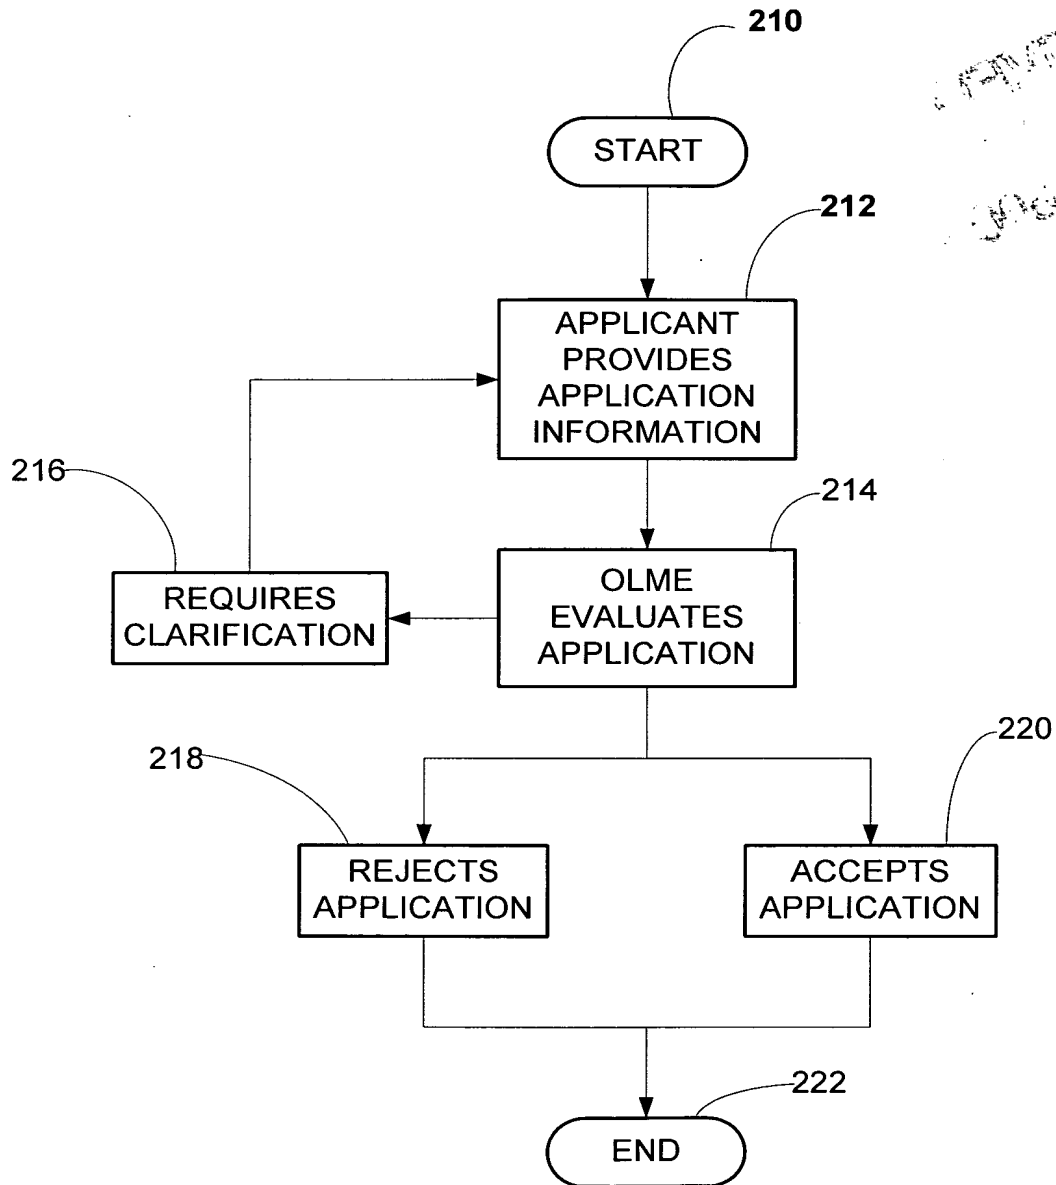 210
START
212
APPLICANT
PROVIDES
APPLICATION
INFORMATION
216
214
REQUIRES
CLARIFICATION
OLME
EVALUATES
APPLICATION
218
220
REJECTS
APPLICATION
ACCEPTS
APPLICATION
222
END